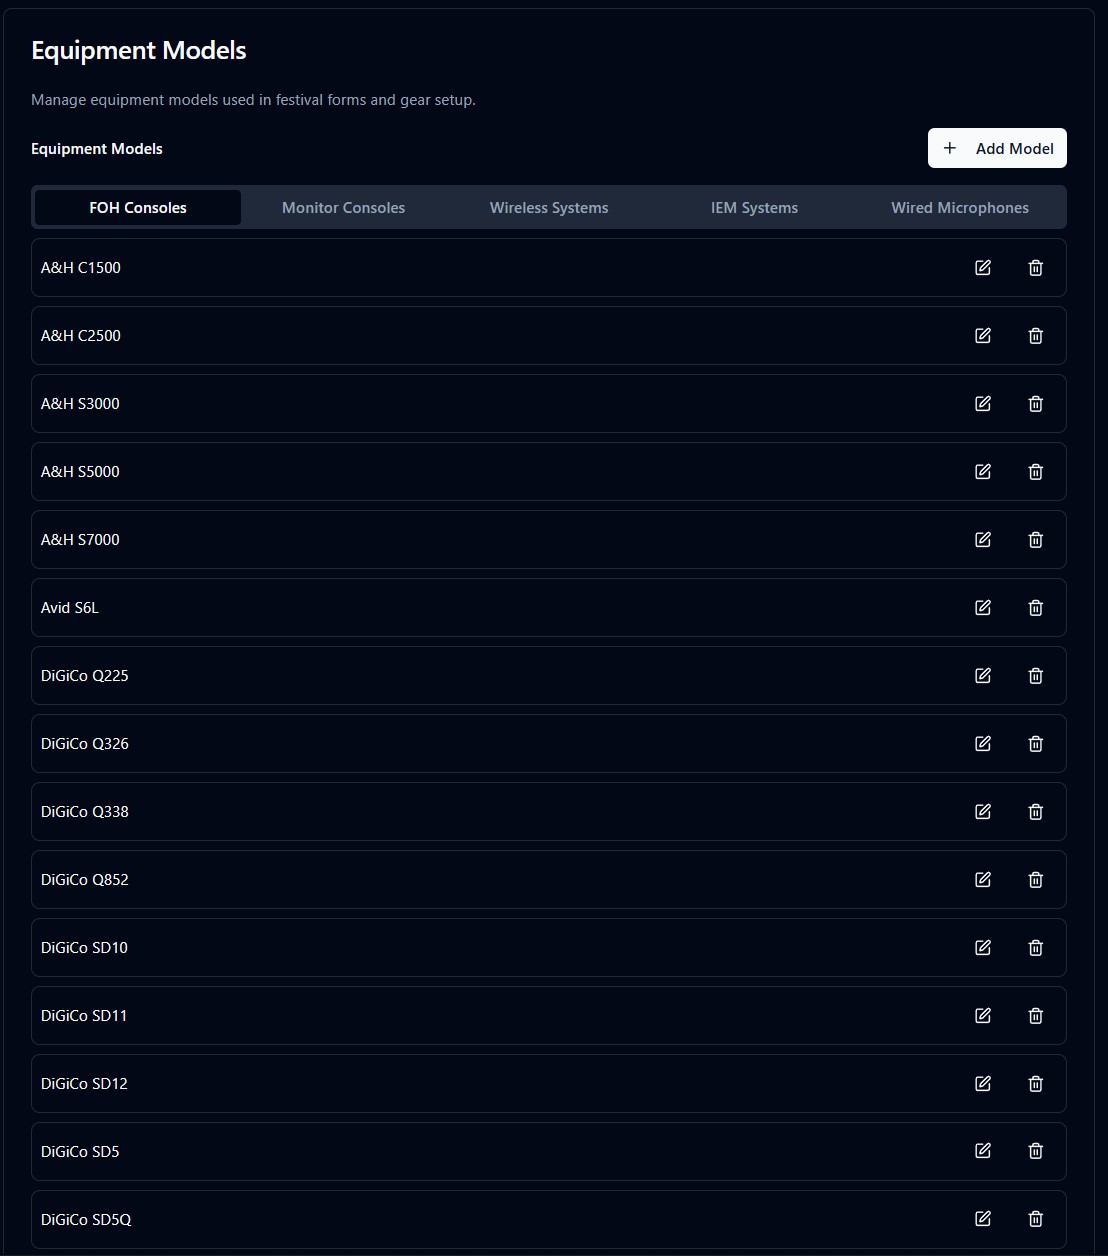 Equipment Models
Manage equipment models used in festival forms and gear setup.
Equipment Models
+ Add Model
FOH Consoles Monitor Consoles Wireless Systems IEM Systems Wired Microphones
A&H C1500
A&H C2500
A&H S3000
A&H S5000
A&H S7000
Avid S6L
DiGiCo Q225
DiGiCo Q326
DiGiCo Q338
DiGiCo Q852
DiGiCo SD10
DiGiCo SD11
DiGiCo SD12
DiGiCo SD5
DiGiCo SD5Q